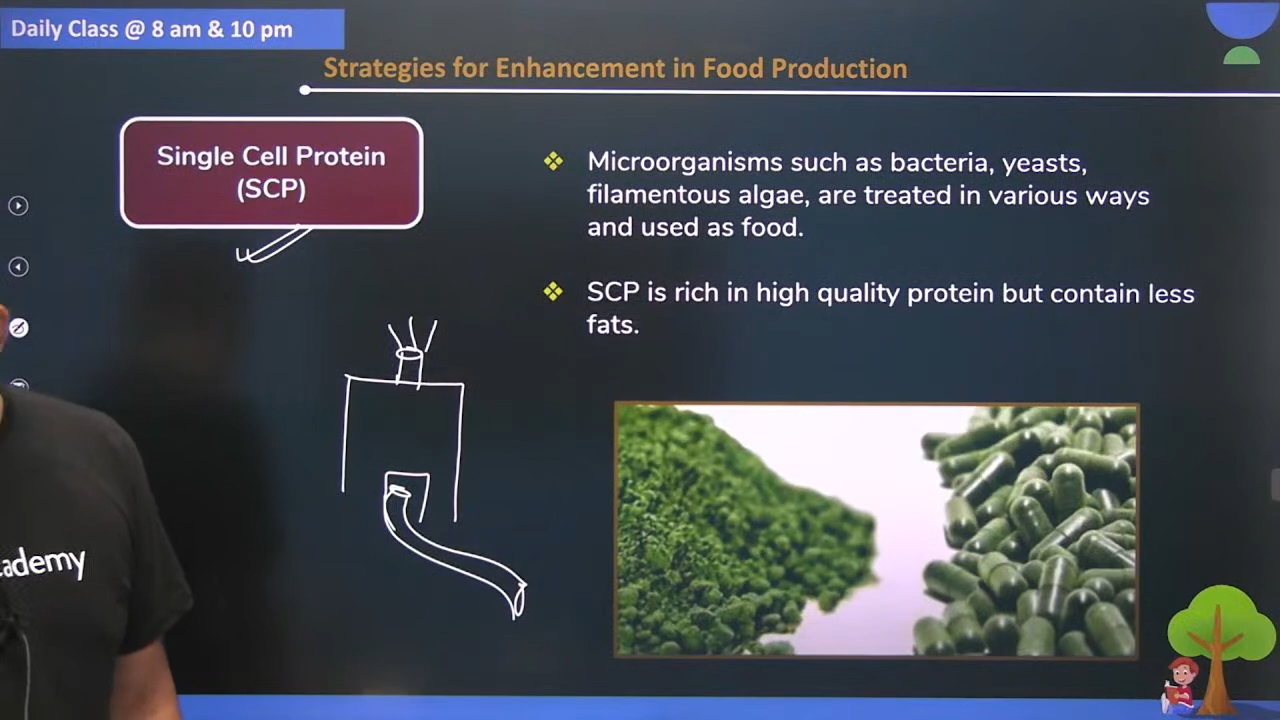 Daily Class @ 8 am & 10 pm
Strategies for Enhancement in Food Production
Single Cell Protein
(SCP)
❖ Microorganisms such as bacteria, yeasts,
filamentous algae, are treated in various ways
and used as food.
❖ SCP is rich in high quality protein but contain less
fats.
cademy